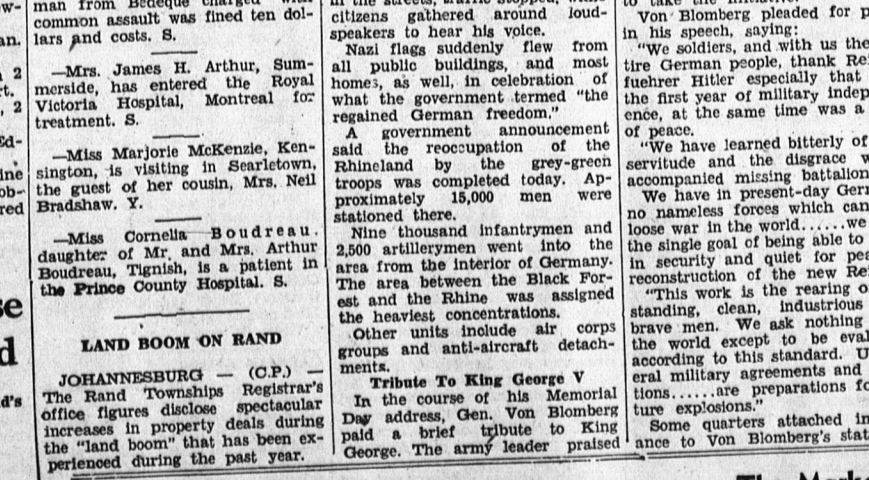 man from Bedeque charged with
common assault was fined ten dol-
lars and costs. S.
—Mrs. James H. Arthur, Sum-
merside, has entered the Royal
Victoria Hospital, Montreal for
treatment. S.
—Miss Marjorie McKenzie, Ken-
sington, is visiting in Searletown,
the guest of her cousin, Mrs. Neil
Bradshaw. Y.
—Miss Cornelia Boudreau,
daughter of Mr. and Mrs. Arthur
Boudreau, Tignish, is a patient in
the Prince County Hospital. S.
LAND BOOM ON RAND
JOHANNESBURG — (C.P.) —
The Rand Townships Registrar's
office figures disclose spectacular
increases in property deals during
the "land boom" that has been ex-
perienced during the past year.
citizens gathered around loud-
speakers to hear his voice.
Nazi flags suddenly flew from
all public buildings, and most
homes, as well, in celebration of
what the government termed "the
regained German freedom."
A government announcement
said the reoccupation of the
Rhineland by the grey-green
troops was completed today. Ap-
proximately 15,000 men were
stationed there.
Nine thousand infantrymen and
2,500 artillerymen went into the
area from the interior of Germany.
The area between the Black For-
est and the Rhine was assigned
the heaviest concentrations.
Other units include air corps
groups and anti-aircraft detach-
ments.
Tribute To King George V
In the course of his Memorial
Day address, Gen. Von Blomberg
paid a brief tribute to King
George. The army leader praised
Von Blomberg pleaded for p
in his speech, saying:
"We soldiers, and with us the
tire German people, thank Re
fuehrer Hitler especially that
the first year of military indep
ence, at the same time was a
of peace.
"We have learned bitterly of
servitude and the disgrace w
accompanied missing battalion
We have in present-day Ger
no nameless forces which can
loose war in the world......we
the single goal of being able to
in security and quiet for pea
reconstruction of the new Re
"This work is the rearing o
standing, clean, industrious
brave men. We ask nothing
the world except to be eval
according to this standard. U
eral military agreements and
tions......are preparations fo
ture explosions."
Some quarters attached in
ance to Von Blomberg's stat